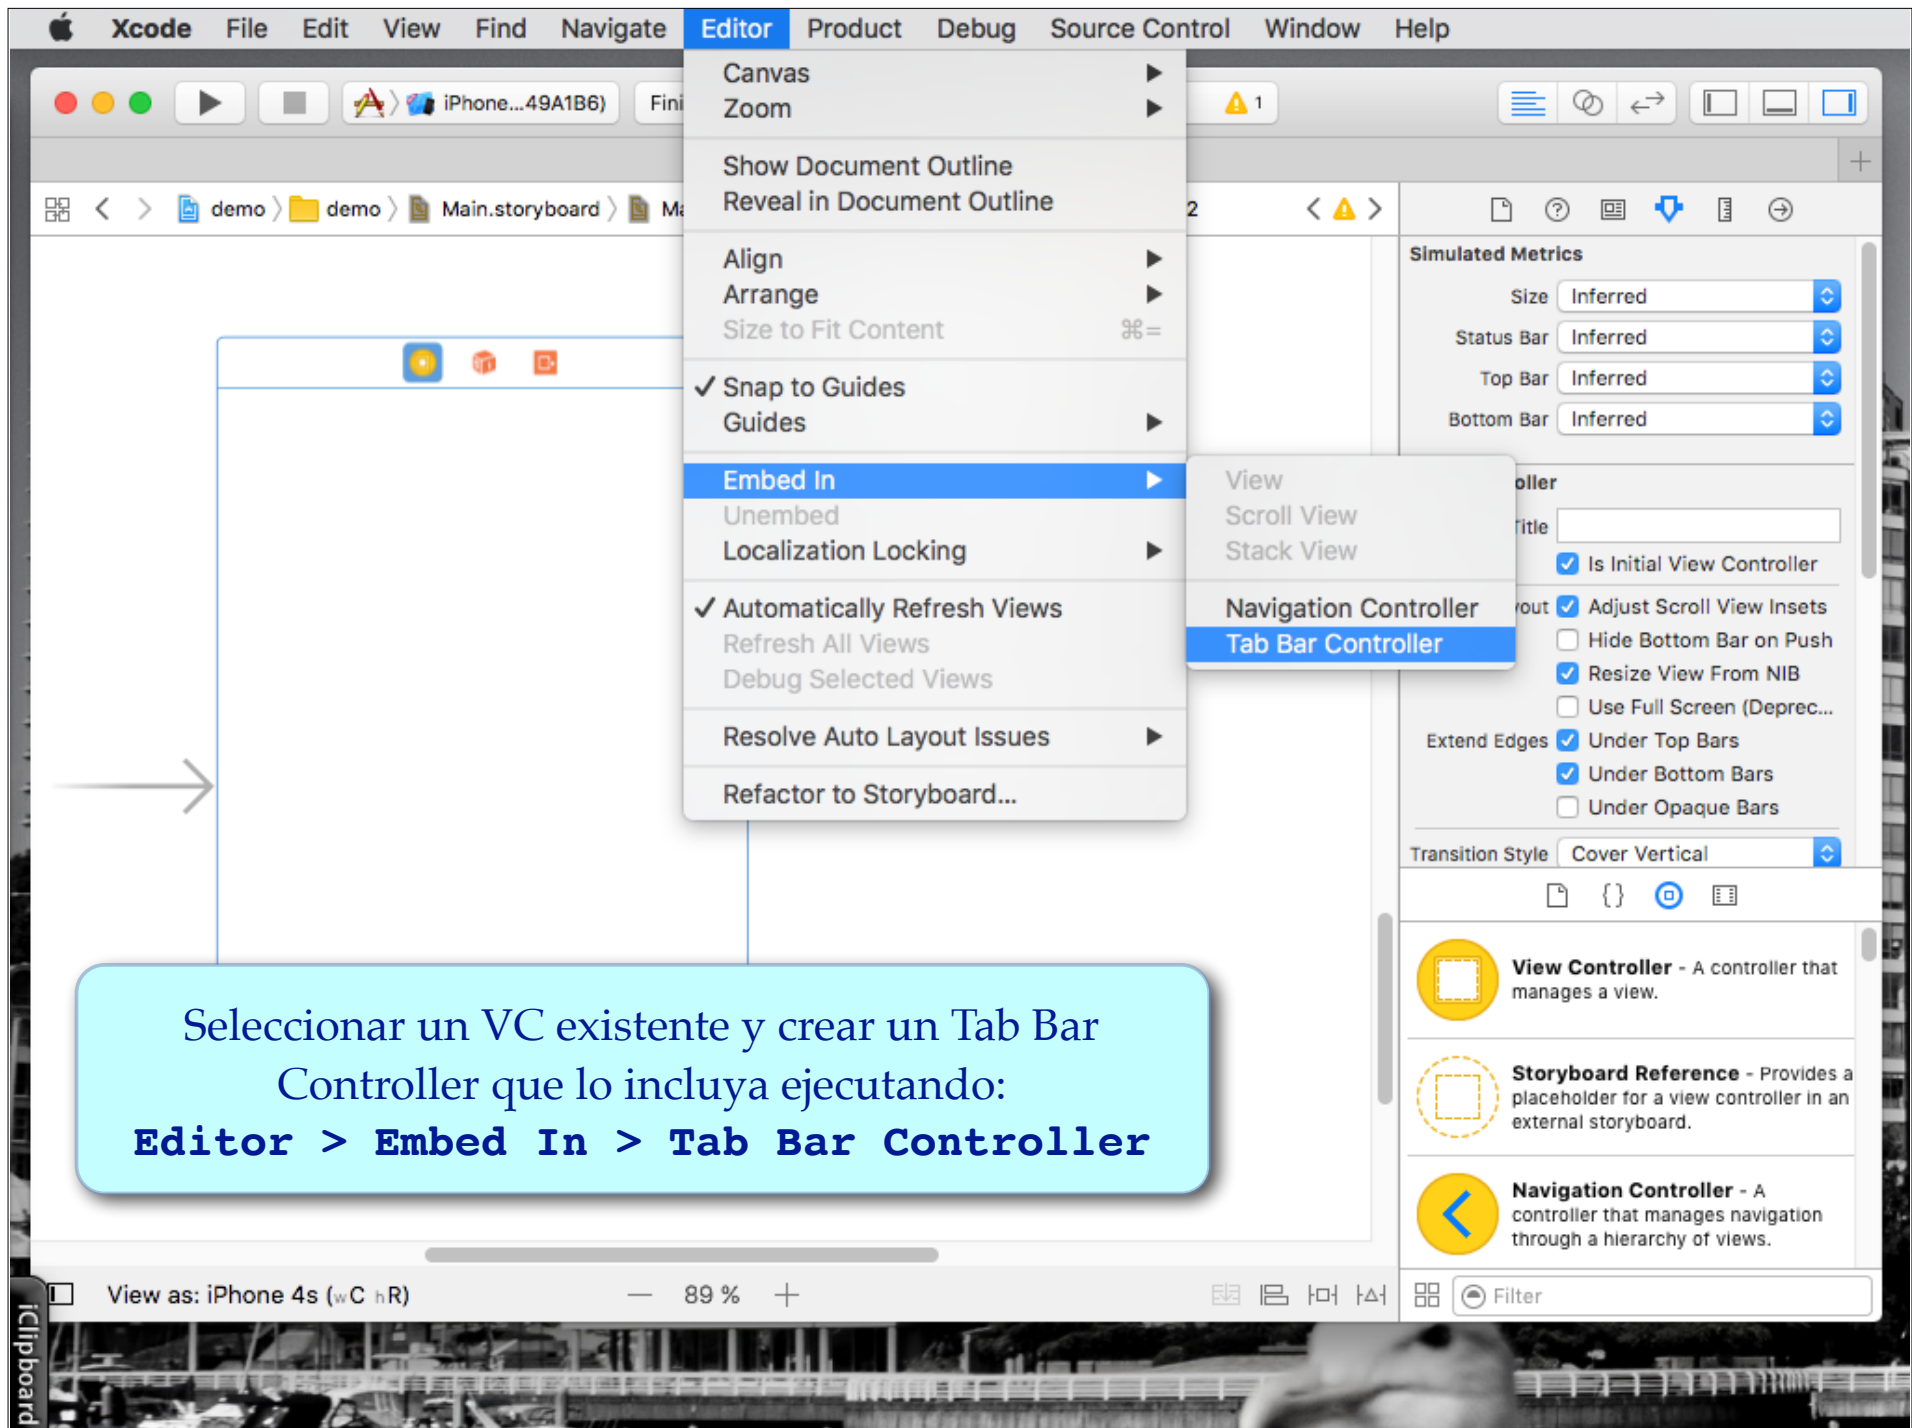 Xcode File Edit View Find Navigate Editor Product Debug Source Control Window Help
iPhone...49A1B6)
1
demo
demo
Main.storyboard
2
Canvas
Zoom
Show Document Outline
Reveal in Document Outline
Align
Arrange
Size to Fit Content ⌘=
✓ Snap to Guides
Guides
Embed In
Unembed
Localization Locking
✓ Automatically Refresh Views
Refresh All Views
Debug Selected Views
Resolve Auto Layout Issues
Refactor to Storyboard...
View
Scroll View
Stack View
Navigation Controller
Tab Bar Controller
Simulated Metrics
Size Inferred
Status Bar Inferred
Top Bar Inferred
Bottom Bar Inferred
Is Initial View Controller
Adjust Scroll View Insets
Hide Bottom Bar on Push
Resize View From NIB
Use Full Screen (Deprec...
Extend Edges Under Top Bars
Under Bottom Bars
Under Opaque Bars
Transition Style Cover Vertical
{}
View Controller - A controller that
manages a view.
Storyboard Reference - Provides a
placeholder for a view controller in an
external storyboard.
Navigation Controller - A
controller that manages navigation
through a hierarchy of views.
Filter
Seleccionar un VC existente y crear un Tab Bar
Controller que lo incluya ejecutando:
Editor > Embed In > Tab Bar Controller
View as: iPhone 4s (wC hR)
— 89 % +
iClipboard